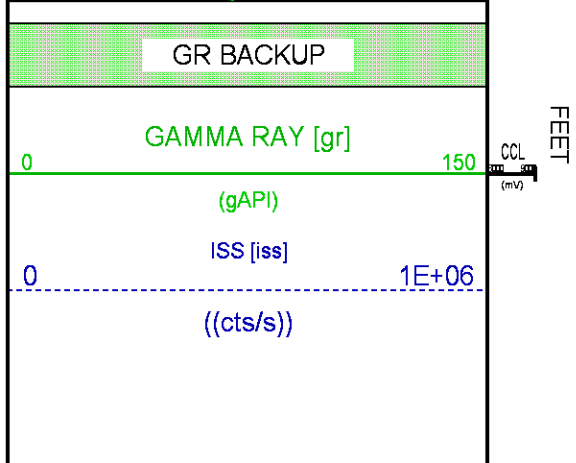 GR BACKUP
GAMMA RAY [gr]
0 150
(gAPI)
ISS [iss]
0 1E+06
((cts/s))
CCL
(mV)
FEET